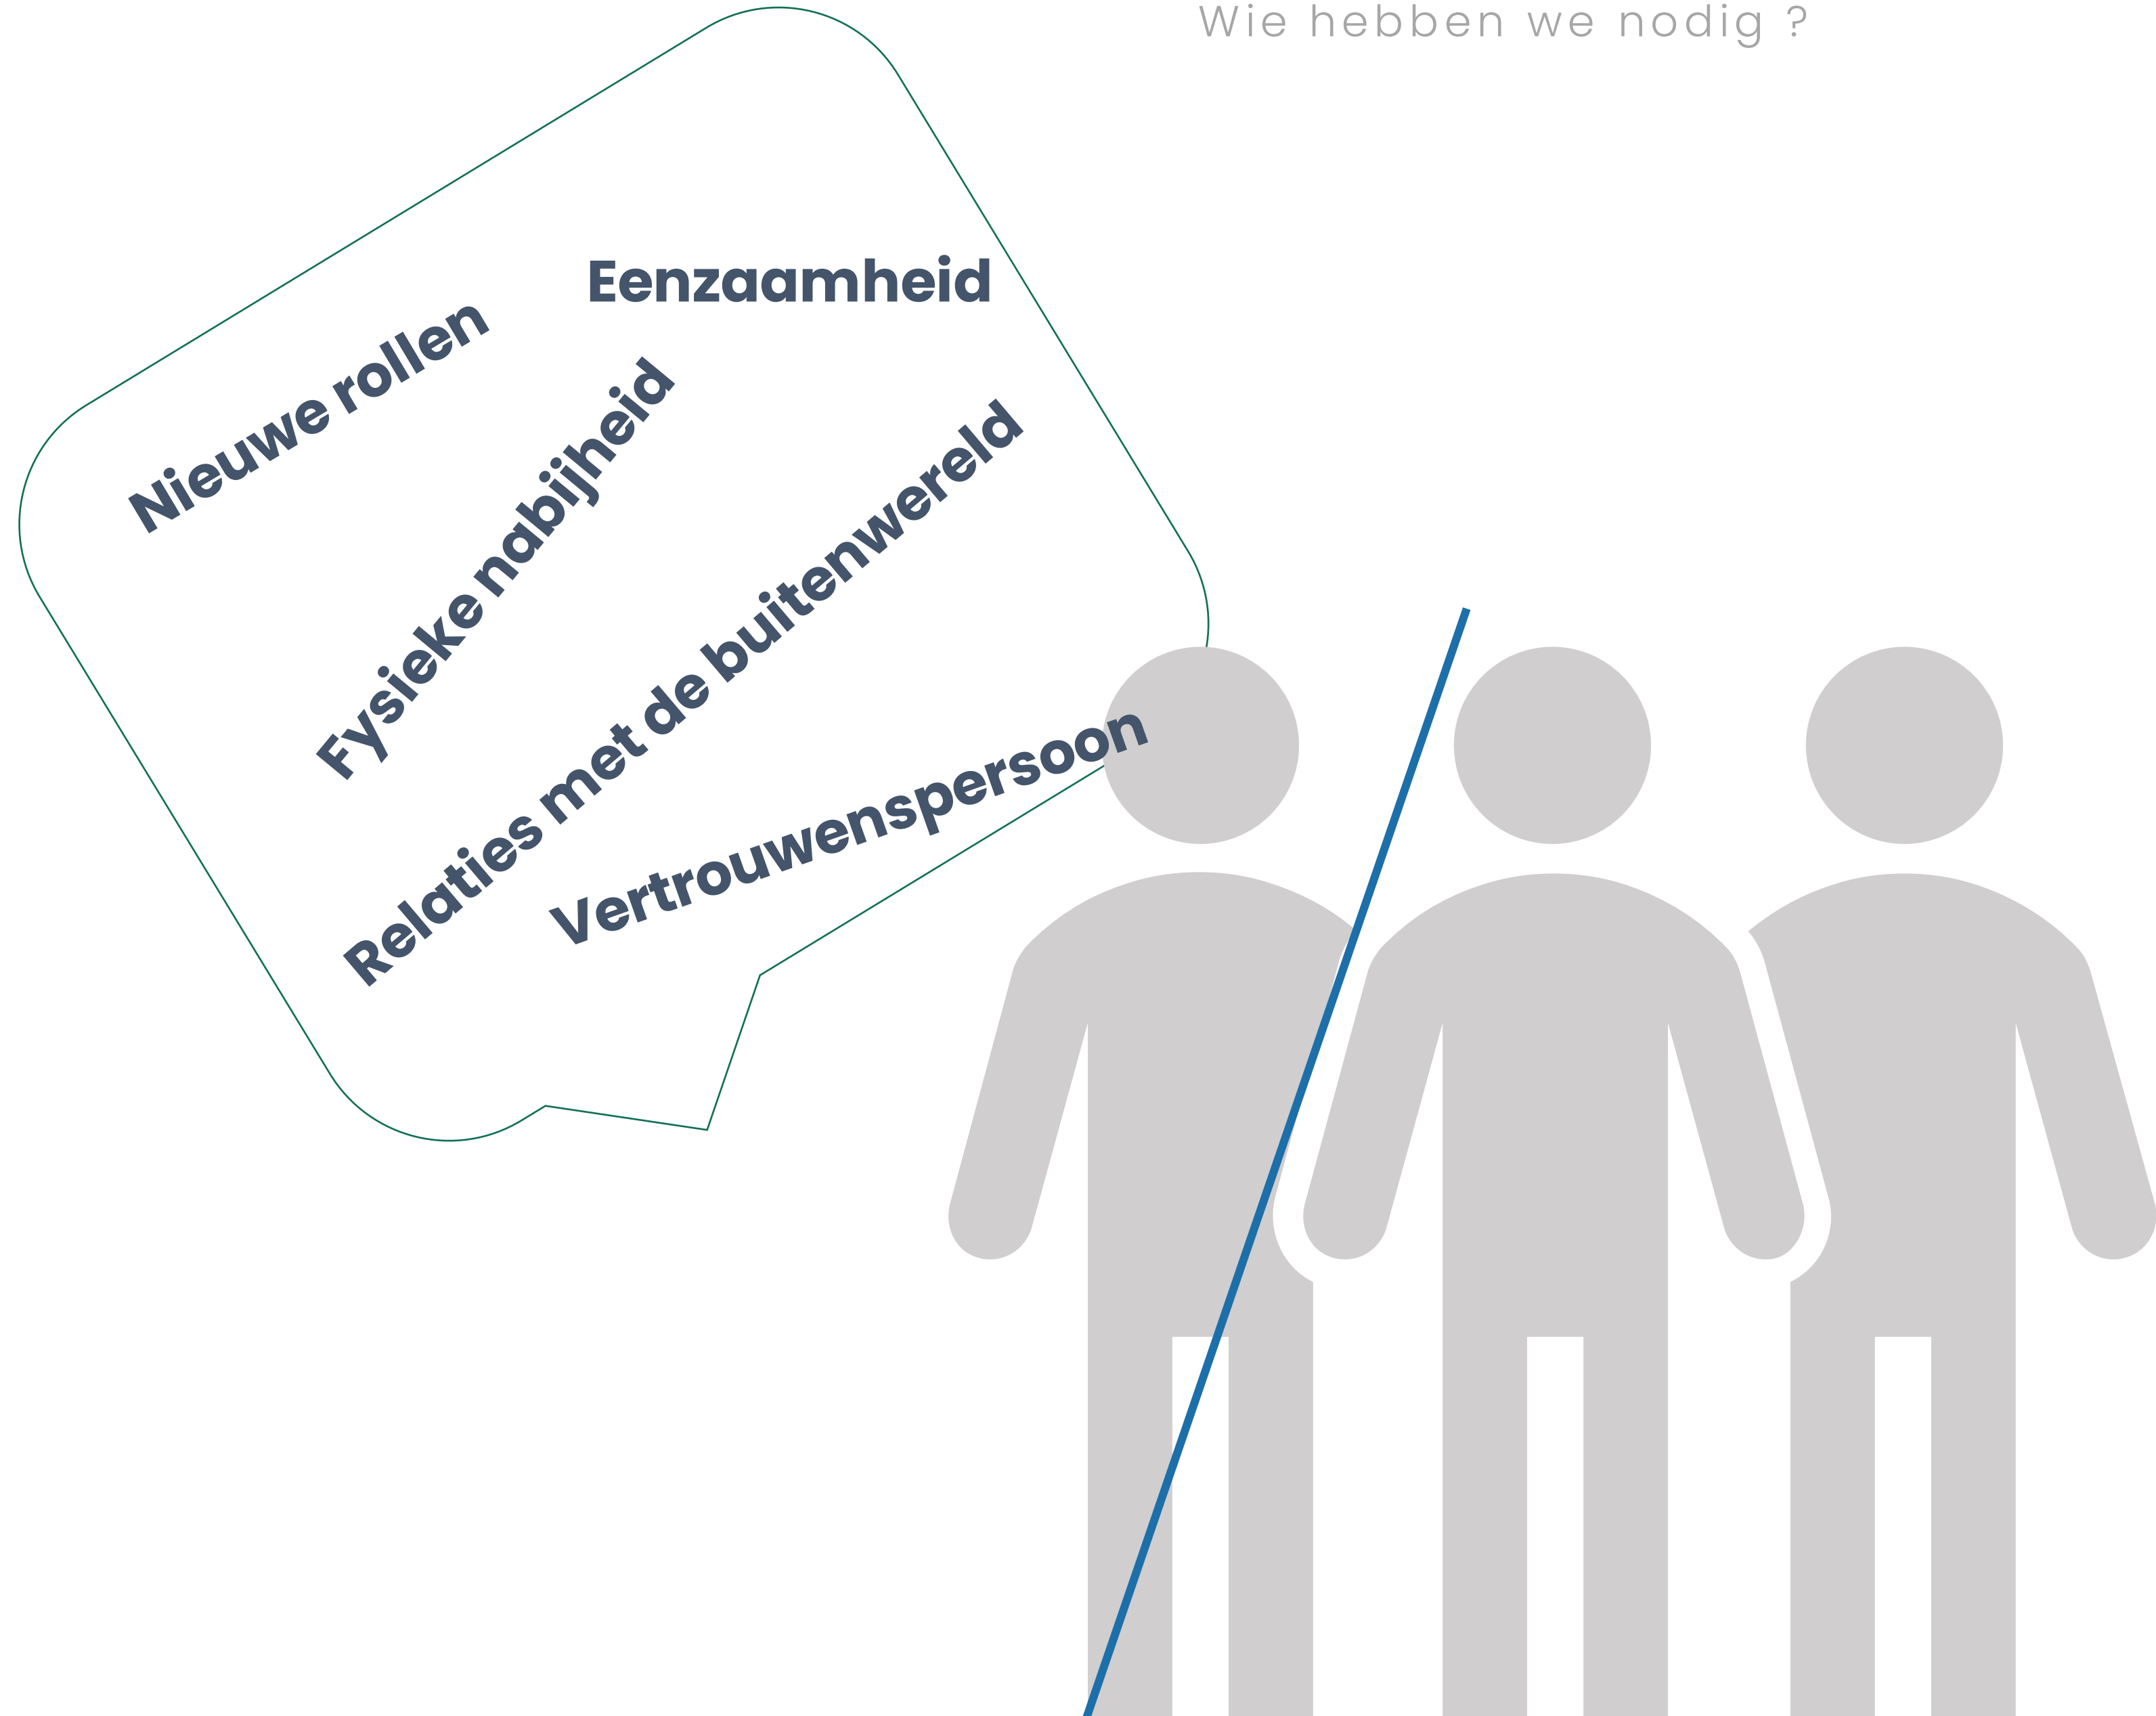 Wie hebben we nodig ?
Eenzaamheid
Nieuwe rollen
Fysieke nabijheid
Relaties met de buitenwereld
Vertrouwenspersoon